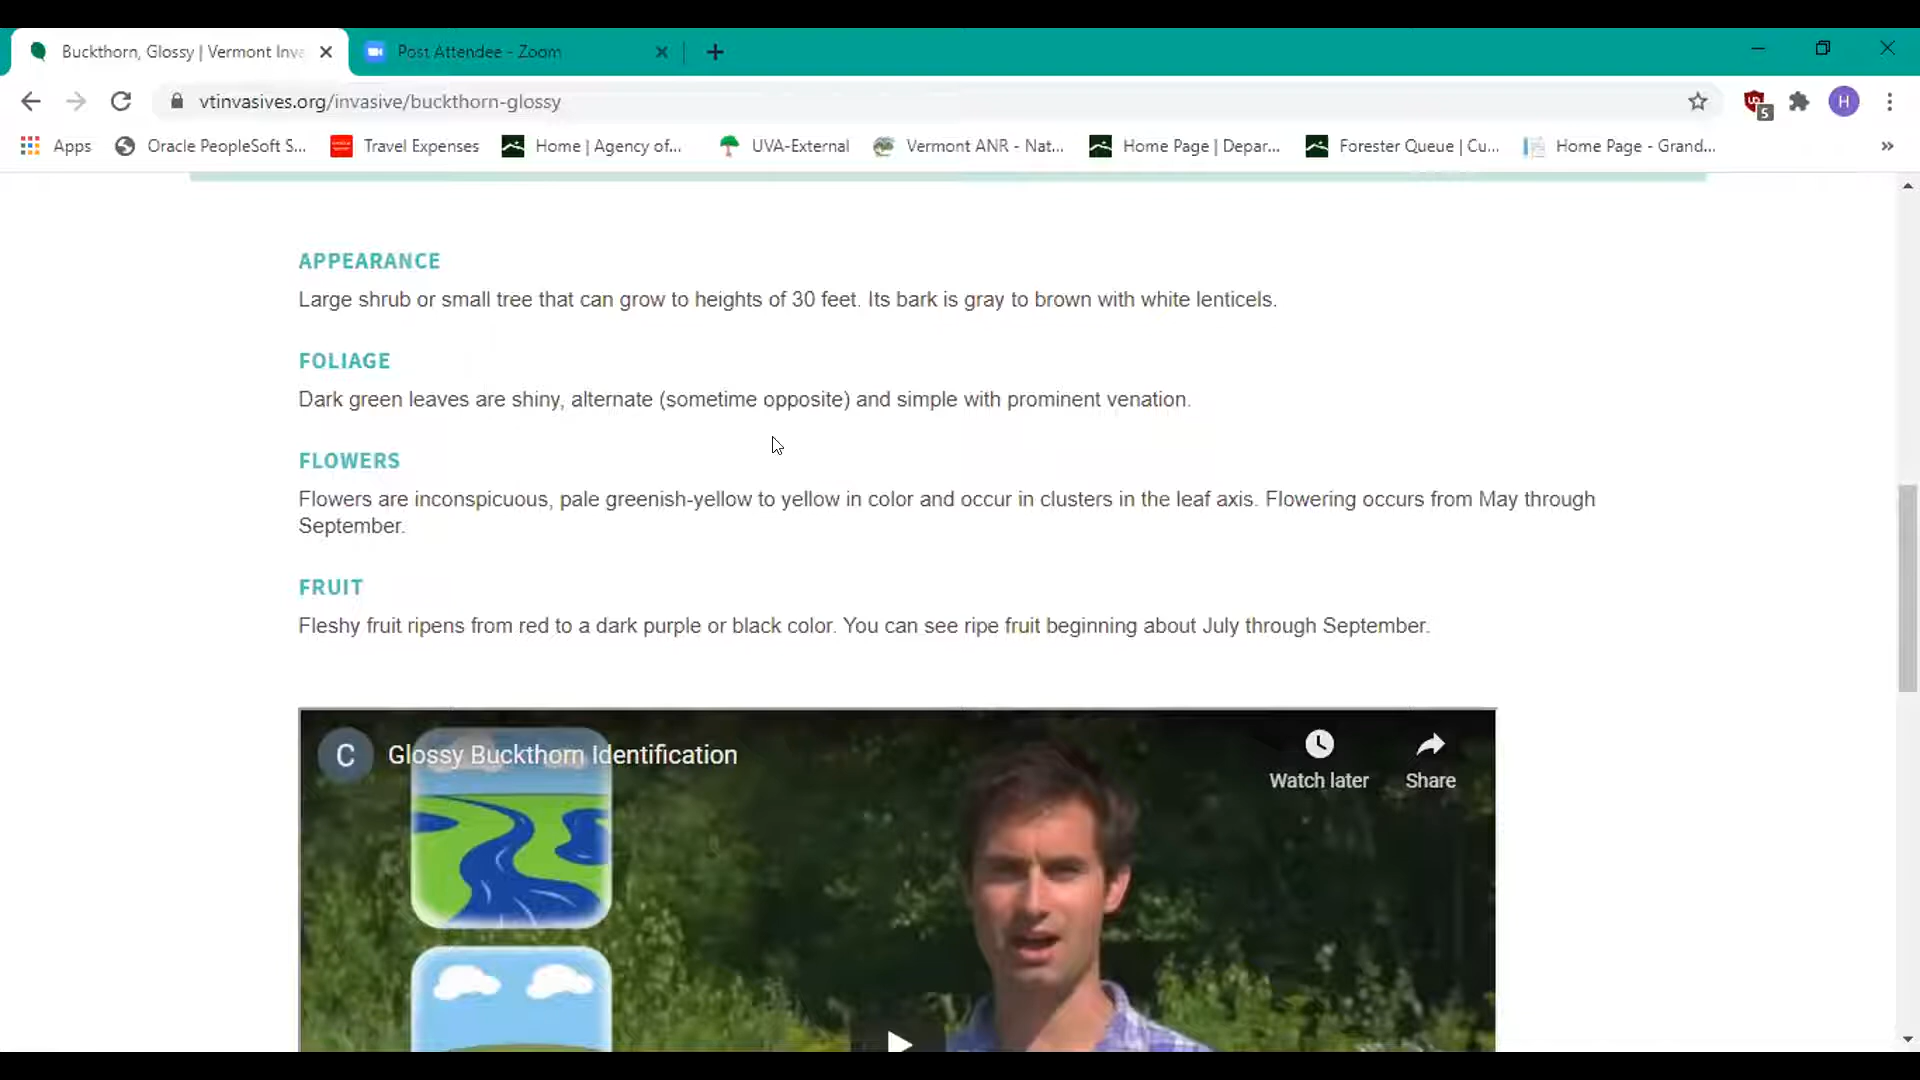 Buckthorn, Glossy | Vermont Inva
Post Attendee - Zoom
vtinvasives.org/invasive/buckthorn-glossy
5
H
Apps
Oracle PeopleSoft S...
Travel Expenses
Home | Agency of...
UVA-External
Vermont ANR - Nat...
Home Page | Depar...
Forester Queue | Cu...
Home Page - Grand...
»
APPEARANCE
Large shrub or small tree that can grow to heights of 30 feet. Its bark is gray to brown with white lenticels.
FOLIAGE
Dark green leaves are shiny, alternate (sometime opposite) and simple with prominent venation.
FLOWERS
Flowers are inconspicuous, pale greenish-yellow to yellow in color and occur in clusters in the leaf axis. Flowering occurs from May through
September.
FRUIT
Fleshy fruit ripens from red to a dark purple or black color. You can see ripe fruit beginning about July through September.
C
Glossy Buckthorn Identification
Watch later
Share